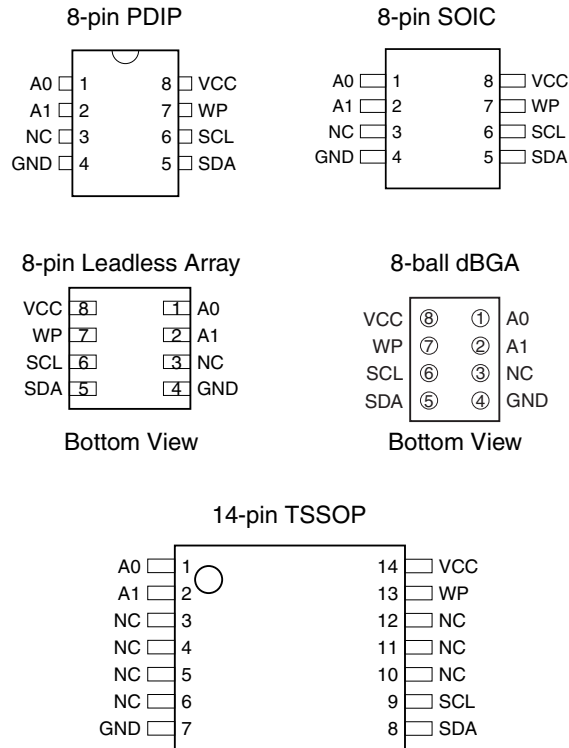 8-pin PDIP
A0 1 8 VCC
A1 2 7 WP
NC 3 6 SCL
GND 4 5 SDA
8-pin SOIC
A0 1 8 VCC
A1 2 7 WP
NC 3 6 SCL
GND 4 5 SDA
8-pin Leadless Array
VCC 8 1 A0
WP 7 2 A1
SCL 6 3 NC
SDA 5 4 GND
Bottom View
8-ball dBGA
VCC 8 1 A0
WP 7 2 A1
SCL 6 3 NC
SDA 5 4 GND
Bottom View
14-pin TSSOP
A0 1 14 VCC
A1 2 13 WP
NC 3 12 NC
NC 4 11 NC
NC 5 10 NC
NC 6 9 SCL
GND 7 8 SDA